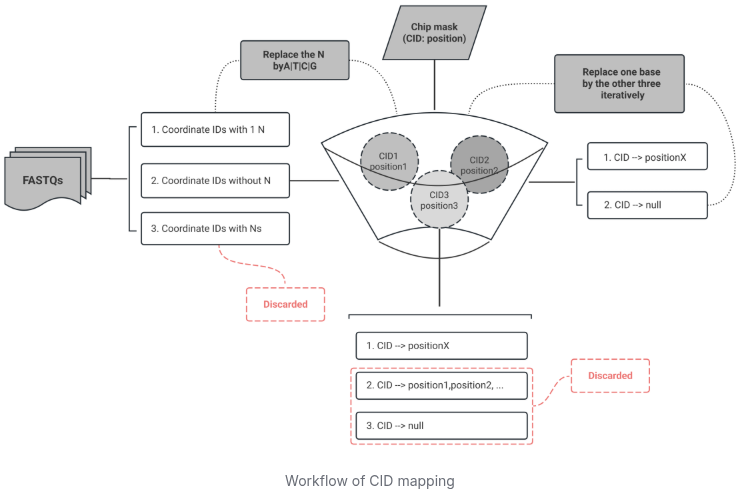 Chip mask
(CID: position)
Replace the N
byA|T|C|G
Replace one base
by the other three
iteratively
1. Coordinate IDs with 1 N
FASTQs
2. Coordinate IDs without N
3. Coordinate IDs with Ns
CID1
position1
CID2
position2
CID3
position3
1. CID --> positionX
2. CID --> null
Discarded
1. CID --> positionX
2. CID --> position1,position2, ...
3. CID --> null
Discarded
Workflow of CID mapping